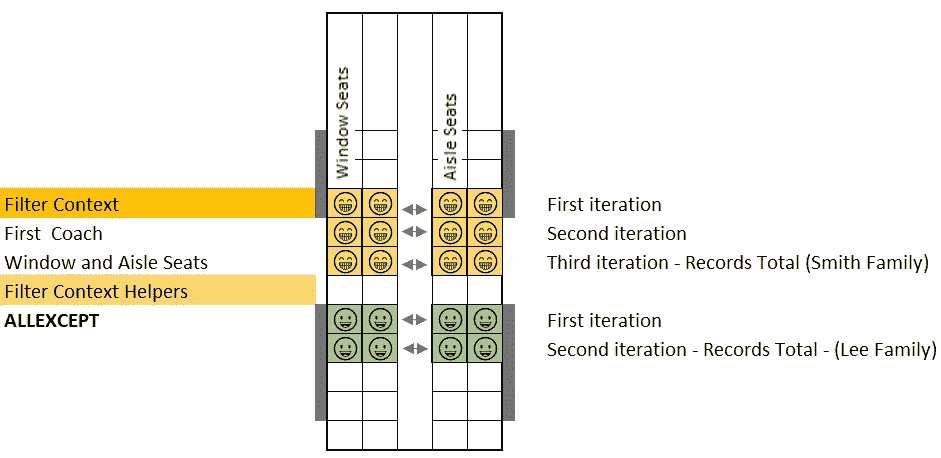 Window Seats
Aisle Seats
Filter Context
First iteration
First  Coach
Second iteration
Window and Aisle Seats
Third iteration - Records Total (Smith Family)
Filter Context Helpers
ALLEXCEPT
First iteration
Second iteration - Records Total - (Lee Family)